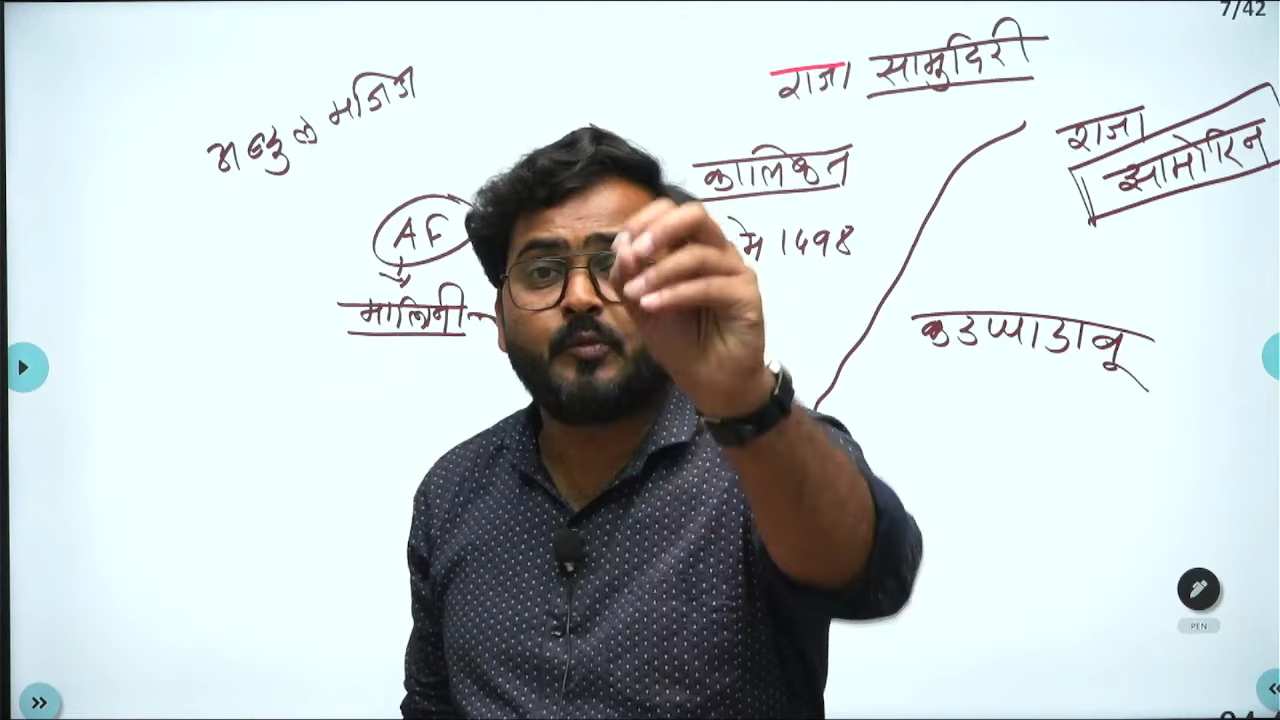 7/42
राजा सामुदिरी
अब्दुल मजिद
राजा
सामोरिन
कालिकत
AF
मे 1498
मालिनी
कडप्पाडाबू
PEN